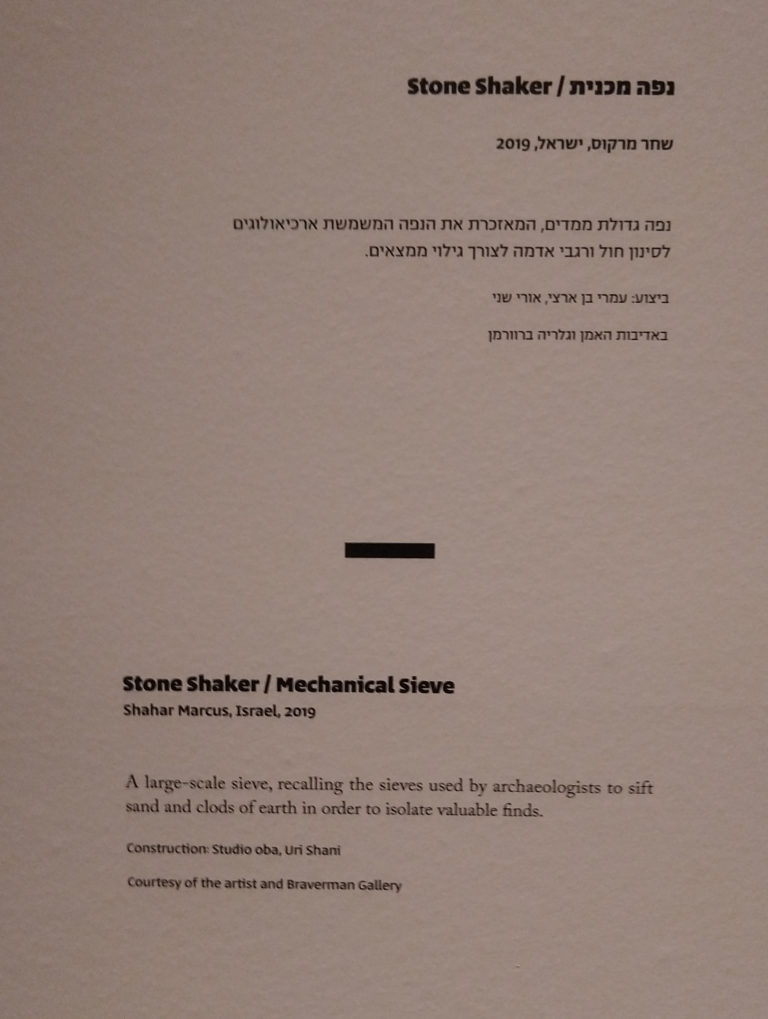 נפה מכנית / Stone Shaker
שחר מרקוס, ישראל, 2019
נפה גדולת ממדים, המאזכרת את הנפה המשמשת ארכיאולוגים
לסינון חול ורגבי אדמה לצורך גילוי ממצאים.
ביצוע: עמרי בן ארצי, אורי שני
באדיבות האמן וגלריה ברוורמן
Stone Shaker / Mechanical Sieve
Shahar Marcus, Israel, 2019
A large-scale sieve, recalling the sieves used by archaeologists to sift
sand and clods of earth in order to isolate valuable finds.
Construction: Studio oba, Uri Shani
Courtesy of the artist and Braverman Gallery